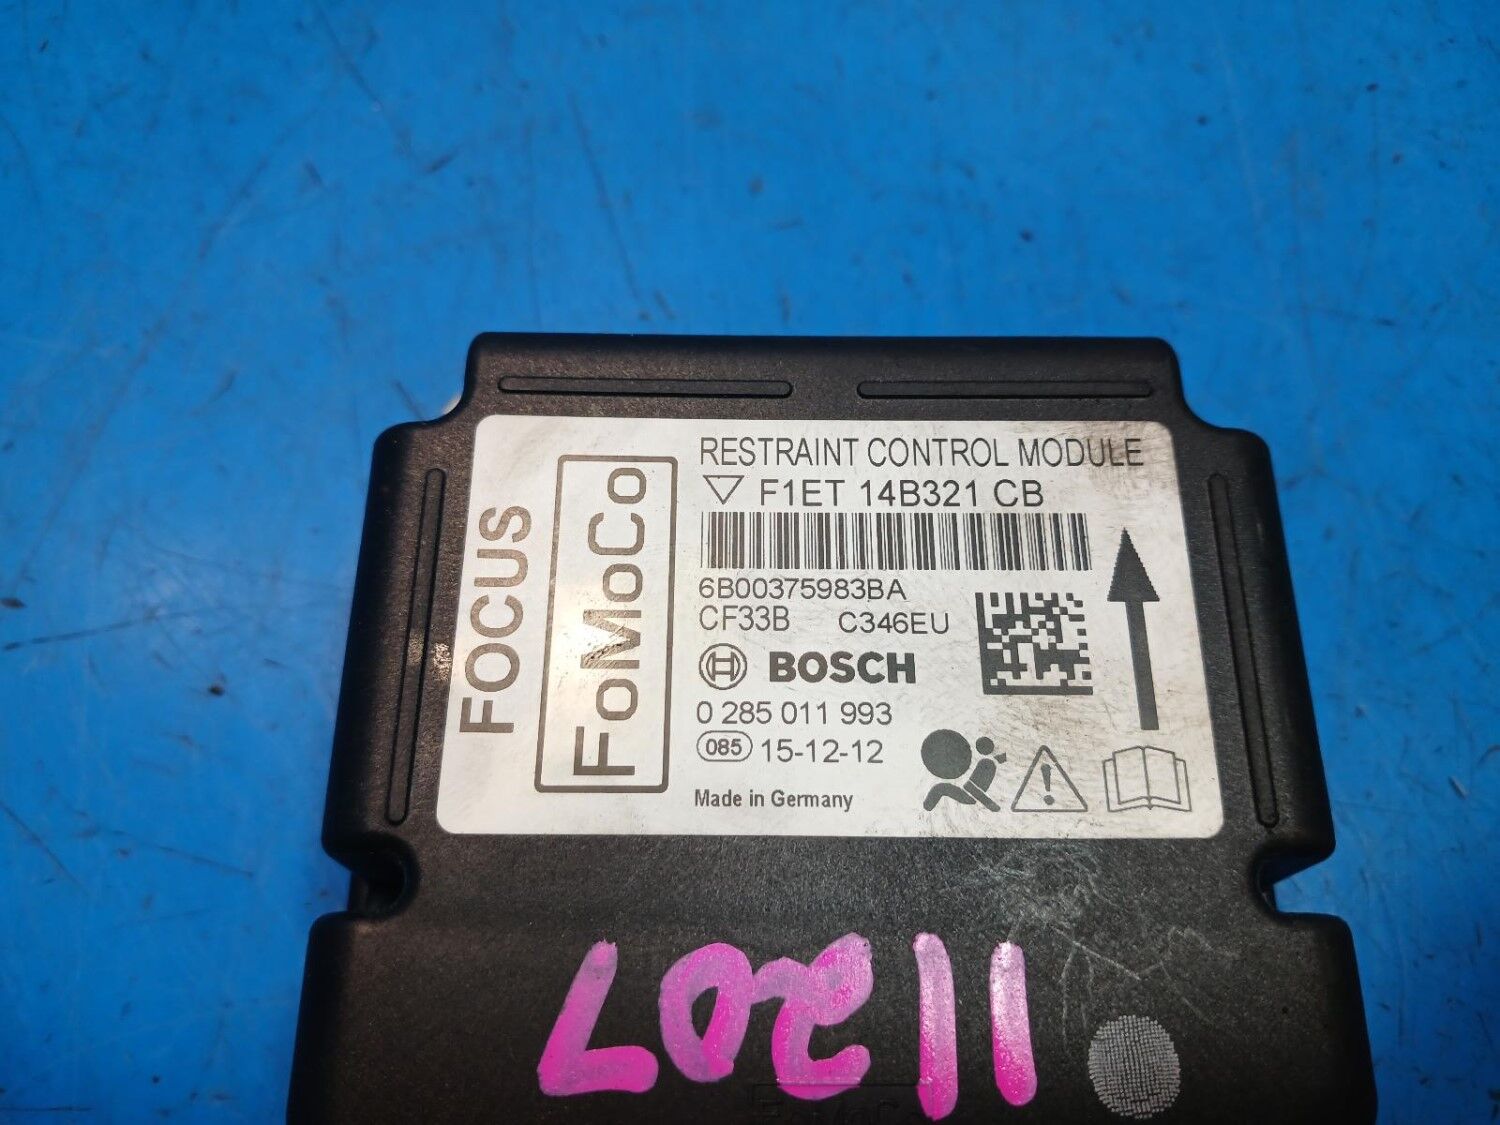 RESTRAINT CONTROL MODULE
F1ET 14B321 CB
6B00375983BA
CF33B C346EU
BOSCH
0 285 011 993
085 15-12-12
Made in Germany
FoMoCo
FOCUS
11207